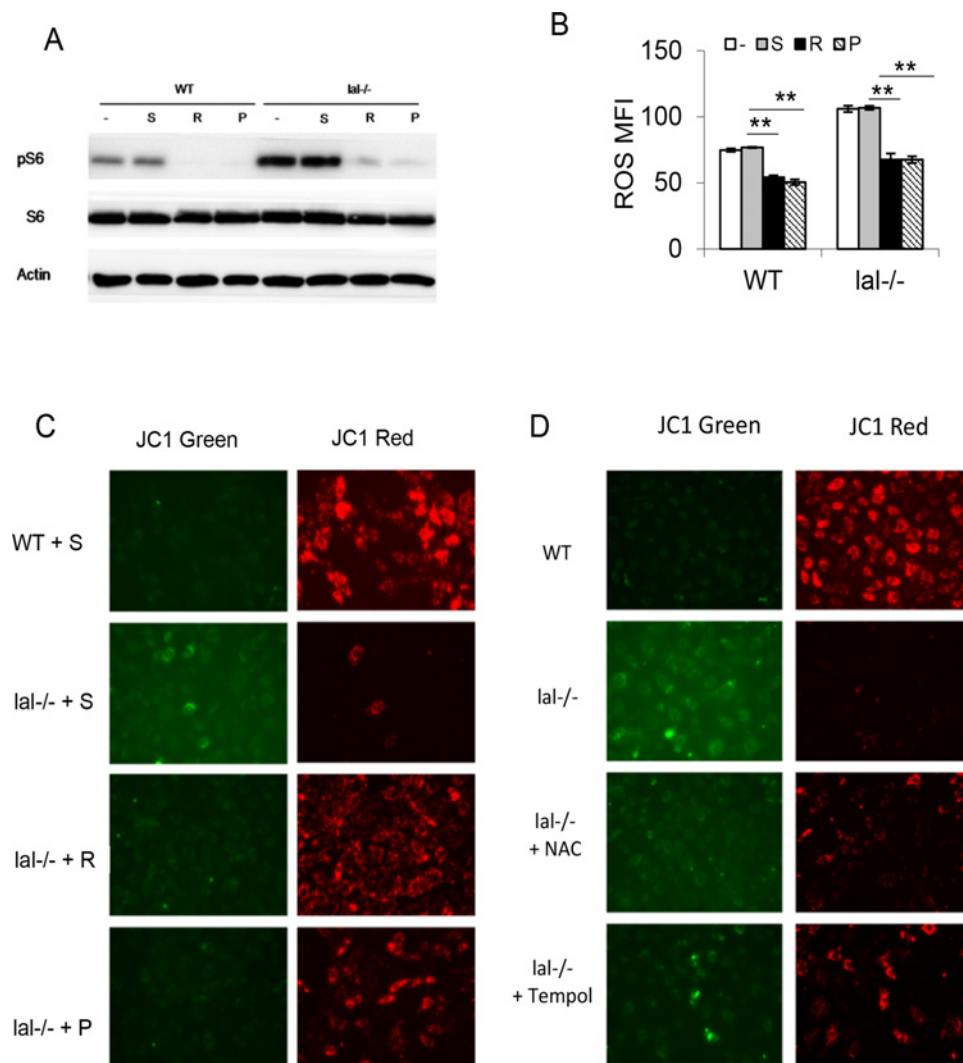 A
WT lal-/-
- S R P - S R P
pS6
S6
Actin
B
- S R P
150
100
50
0
ROS MFI
**
**
**
**
WT lal-/-
C
JC1 Green JC1 Red
WT + S
lal-/- + S
lal-/- + R
lal-/- + P
D
JC1 Green JC1 Red
WT
lal-/-
lal-/-
+ NAC
lal-/-
+ Tempol